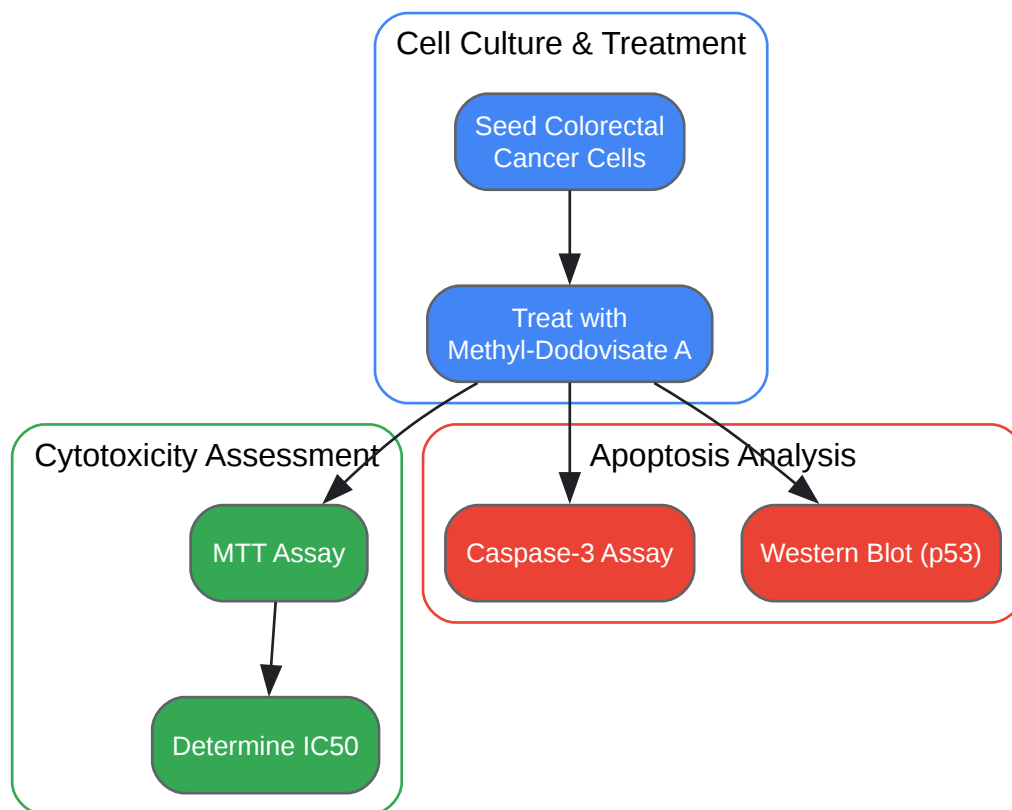 Cell Culture & Treatment
Seed Colorectal
Cancer Cells
Treat with
Methyl-Dodovisate A
Cytotoxicity Assessment
MTT Assay
Determine IC50
Apoptosis Analysis
Caspase-3 Assay
Western Blot (p53)